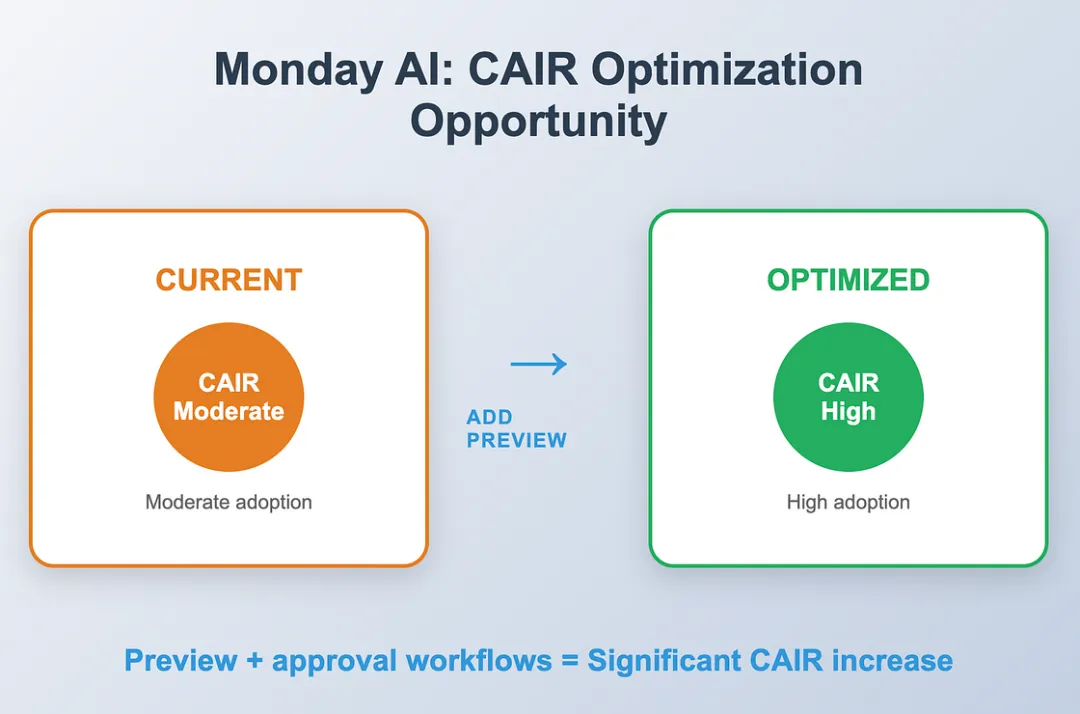 Monday AI: CAIR Optimization
Opportunity
CURRENT
CAIR
Moderate
Moderate adoption
→
ADD
PREVIEW
OPTIMIZED
CAIR
High
High adoption
Preview + approval workflows = Significant CAIR increase